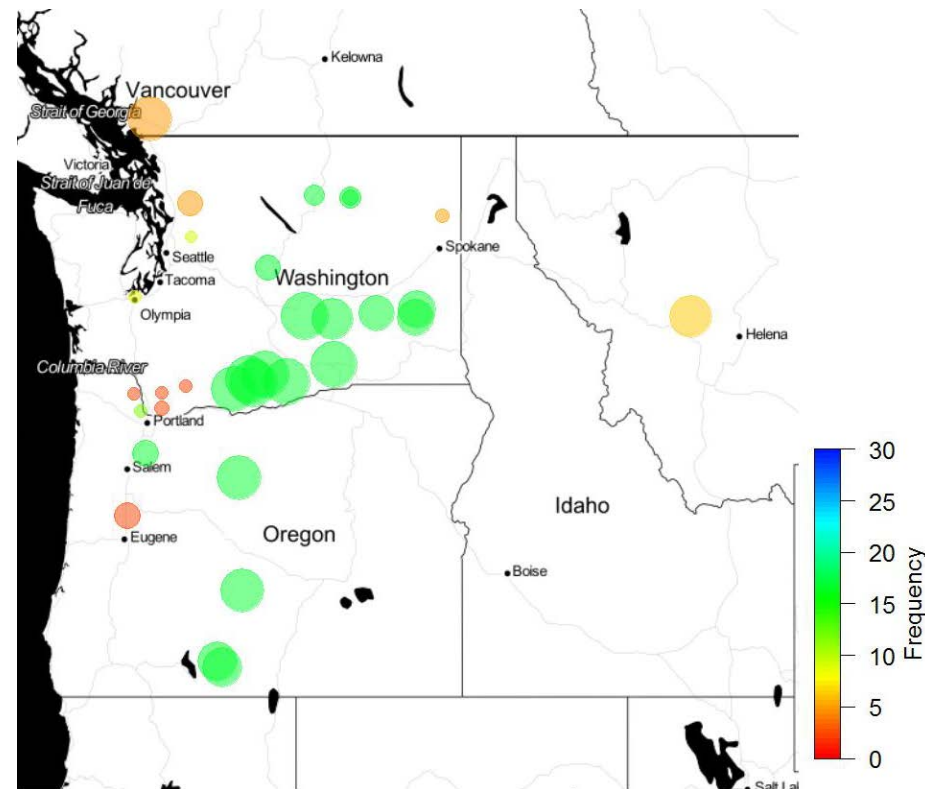 Kelowna
Vancouver
Strait of Georgia
Victoria
Strait of Juan de
Fuca
Spokane
Seattle
Washington
Tacoma
Olympia
Helena
Columbia River
Portland
Salem
Idaho
Oregon
Eugene
Boise
30
25
20
15
10
5
0
Frequency